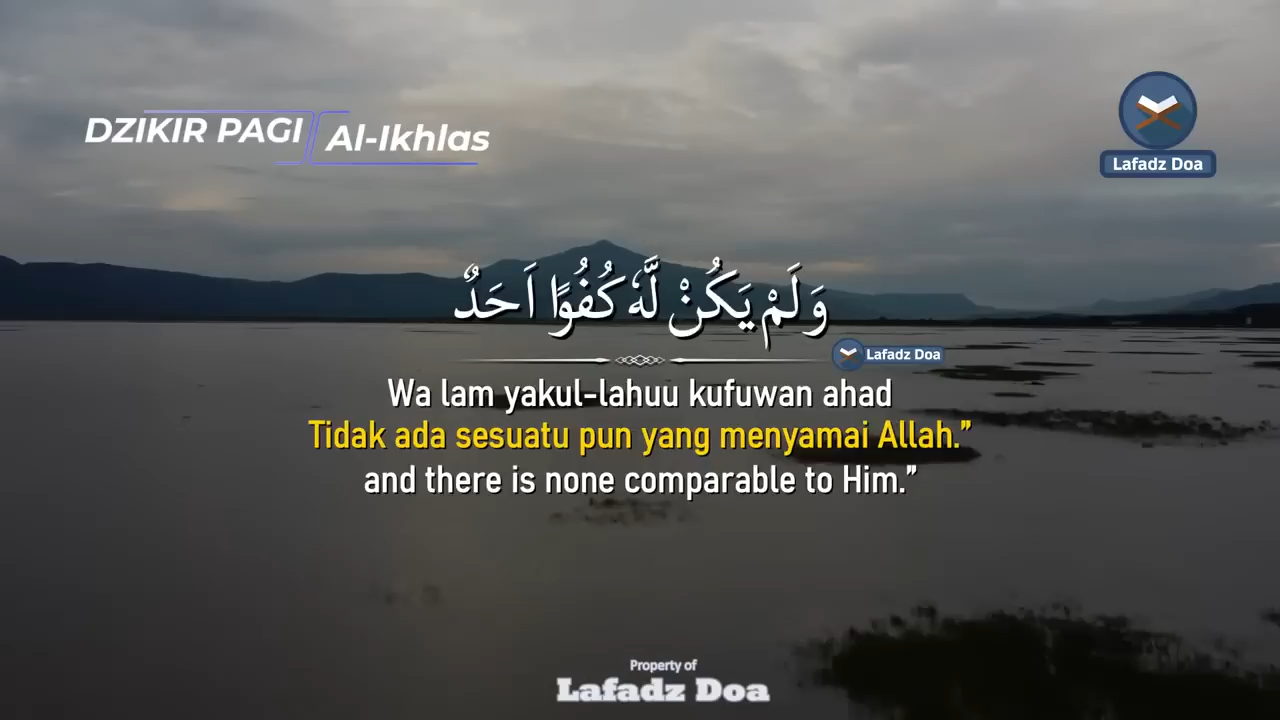 DZIKIR PAGI
Al-Ikhlas
Lafadz Doa
وَلَمْ يَكُنْ لَّهٗ كُفُوًا اَحَدٌ
Lafadz Doa
Wa lam yakul-lahuu kufuwan ahad
Tidak ada sesuatu pun yang menyamai Allah.”
and there is none comparable to Him.”
Property of
Lafadz Doa